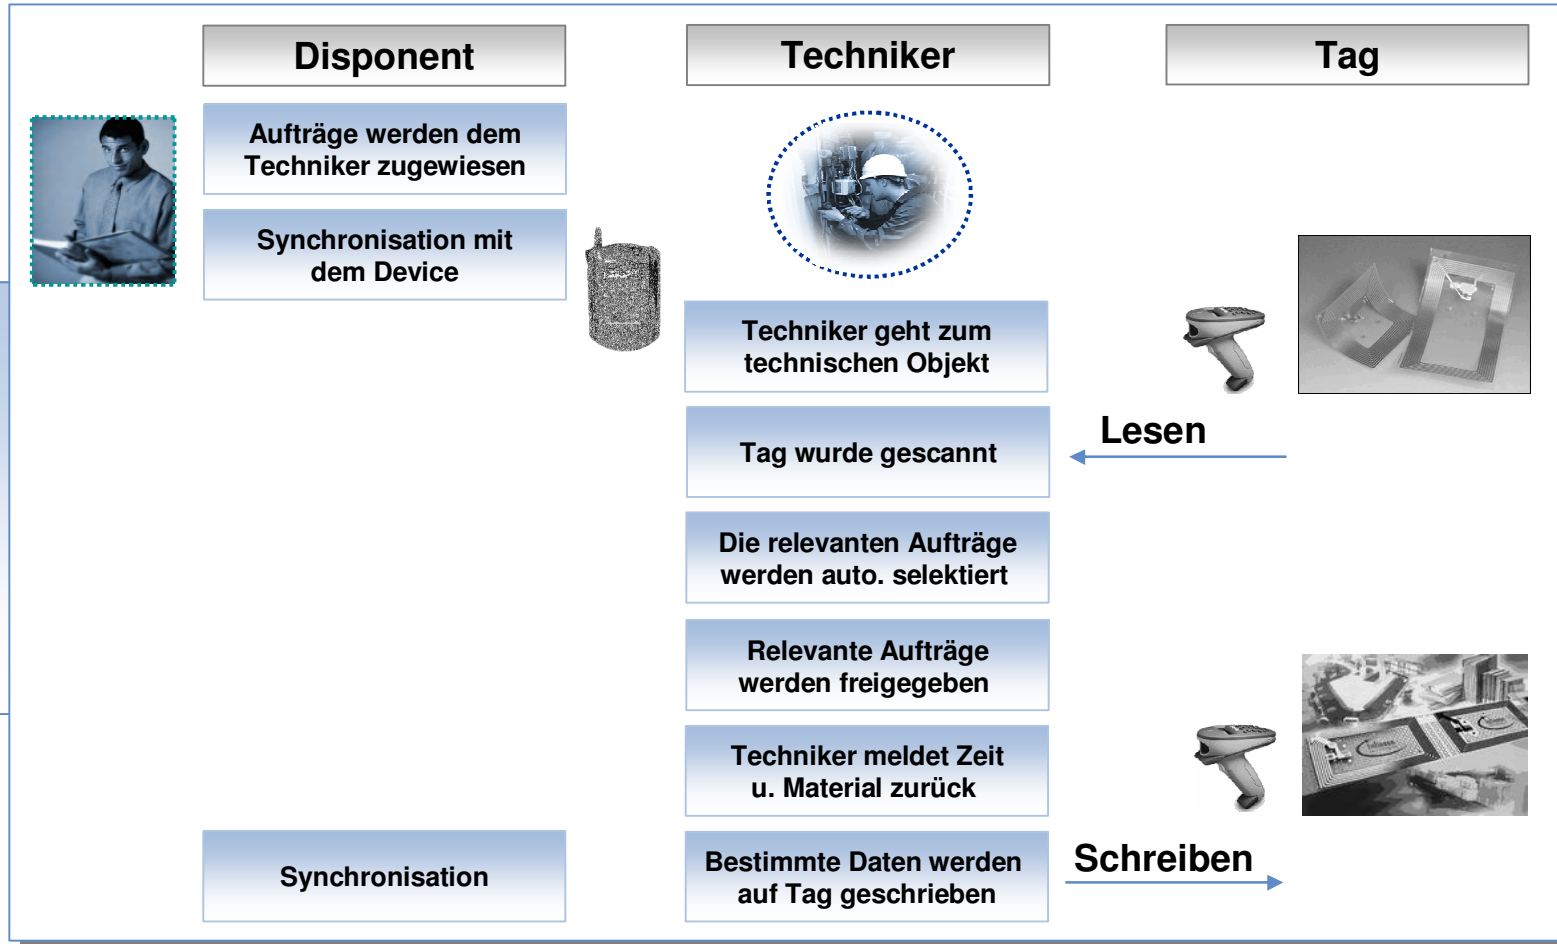 Disponent
Techniker
Tag
Aufträge werden dem
Techniker zugewiesen
Synchronisation mit
dem Device
Techniker geht zum
technischen Objekt
Lesen
Tag wurde gescannt
Die relevanten Aufträge
werden auto. selektiert
Relevante Aufträge
werden freigegeben
Techniker meldet Zeit
u. Material zurück
Synchronisation
Bestimmte Daten werden
auf Tag geschrieben
Schreiben